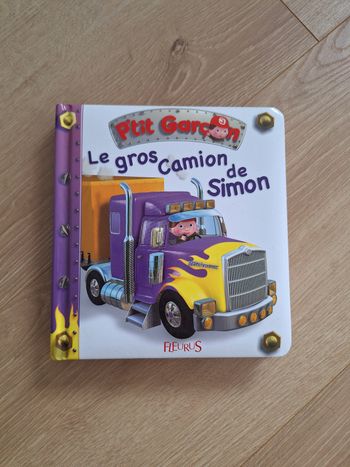 P'tit Garçon
Le gros Camion de Simon
FLEURUS